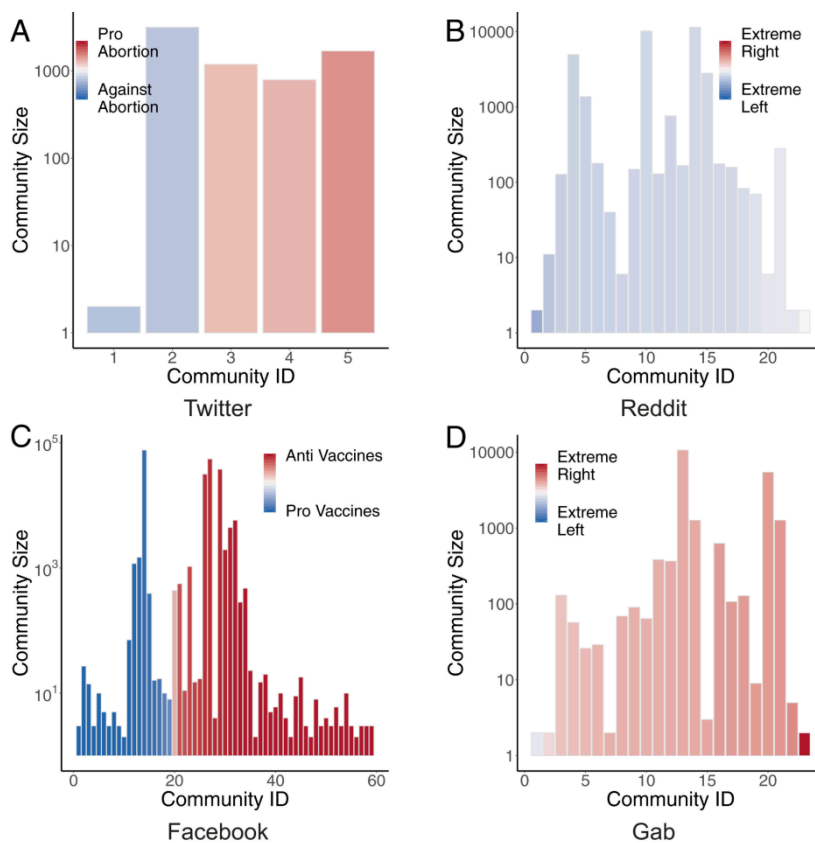 A
Pro
Abortion
Against
Abortion
1000
100
10
1
Community Size
1 2 3 4 5
Community ID
Twitter
B
Extreme
Right
Extreme
Left
10000
1000
100
10
1
Community Size
0 5 10 15 20
Community ID
Reddit
C
Anti Vaccines
Pro Vaccines
10^5
10^3
10^1
Community Size
0 20 40 60
Community ID
Facebook
D
Extreme
Right
Extreme
Left
10000
1000
100
10
1
Community Size
0 5 10 15 20
Community ID
Gab